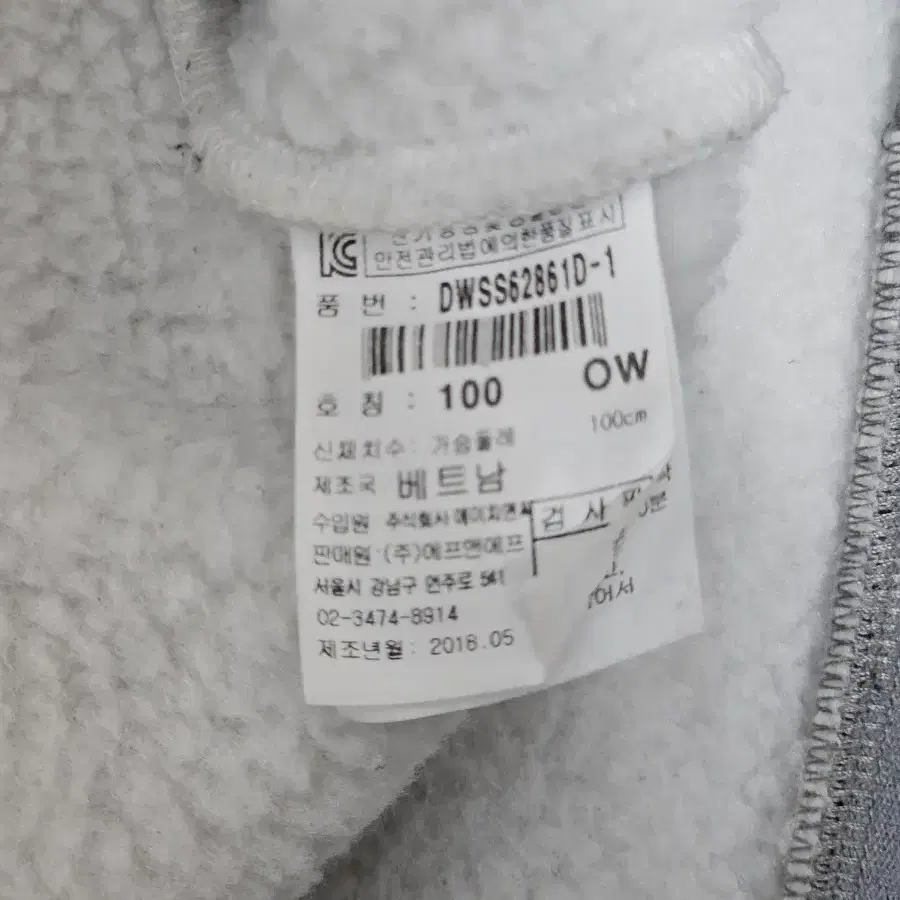 안전관리법에의한품질표시
품 번 : DWSS62861D-1
호 칭 : 100 OW
신체치수: 가슴둘레 100cm
제조국 베트남
수입원 주식회사 에이치앤씨
판매원 (주)에프앤에프
서울시 강남구 언주로 541
02-3474-8914
제조년월: 2016.05
검 사